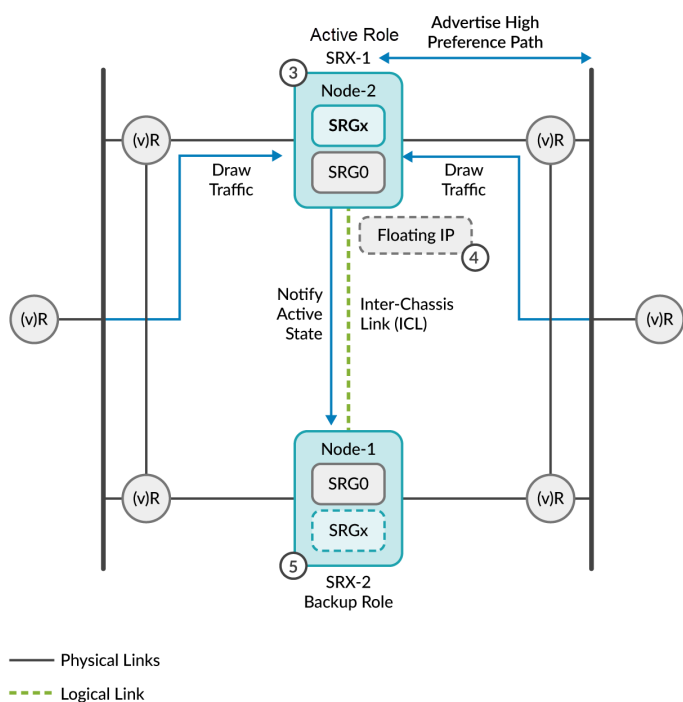 Active Role
SRX-1
Advertise High
Preference Path
3
Node-2
SRGx
SRG0
(v)R
(v)R
Draw
Traffic
Draw
Traffic
Floating IP
4
(v)R
Notify
Active
State
Inter-Chassis
Link (ICL)
(v)R
Node-1
SRG0
SRGx
(v)R
(v)R
5
SRX-2
Backup Role
Physical Links
Logical Link